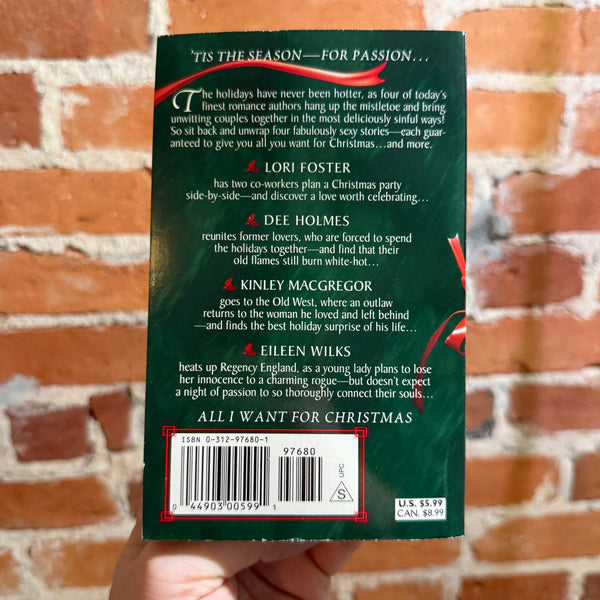 'TIS THE SEASON—FOR PASSION...
The holidays have never been hotter, as four of today's
finest romance authors hang up the mistletoe and bring
unwitting couples together in the most deliciously sinful ways!
So sit back and unwrap four fabulously sexy stories—each guar-
anteed to give you all you want for Christmas...and more.
LORI FOSTER
has two co-workers plan a Christmas party
side-by-side—and discover a love worth celebrating...
DEE HOLMES
reunites former lovers, who are forced to spend
the holidays together—and find that their
old flames still burn white-hot...
KINLEY MACGREGOR
goes to the Old West, where an outlaw
returns to the woman he loved and left behind
—and finds the best holiday surprise of his life...
EILEEN WILKS
heats up Regency England, as a young lady plans to lose
her innocence to a charming rogue—but doesn't expect
a night of passion to so thoroughly connect their souls...
ALL I WANT FOR CHRISTMAS
ISBN 0-312-97680-1
97680
UPC
S
0 44903 00599 1
U.S. $5.99
CAN. $8.99